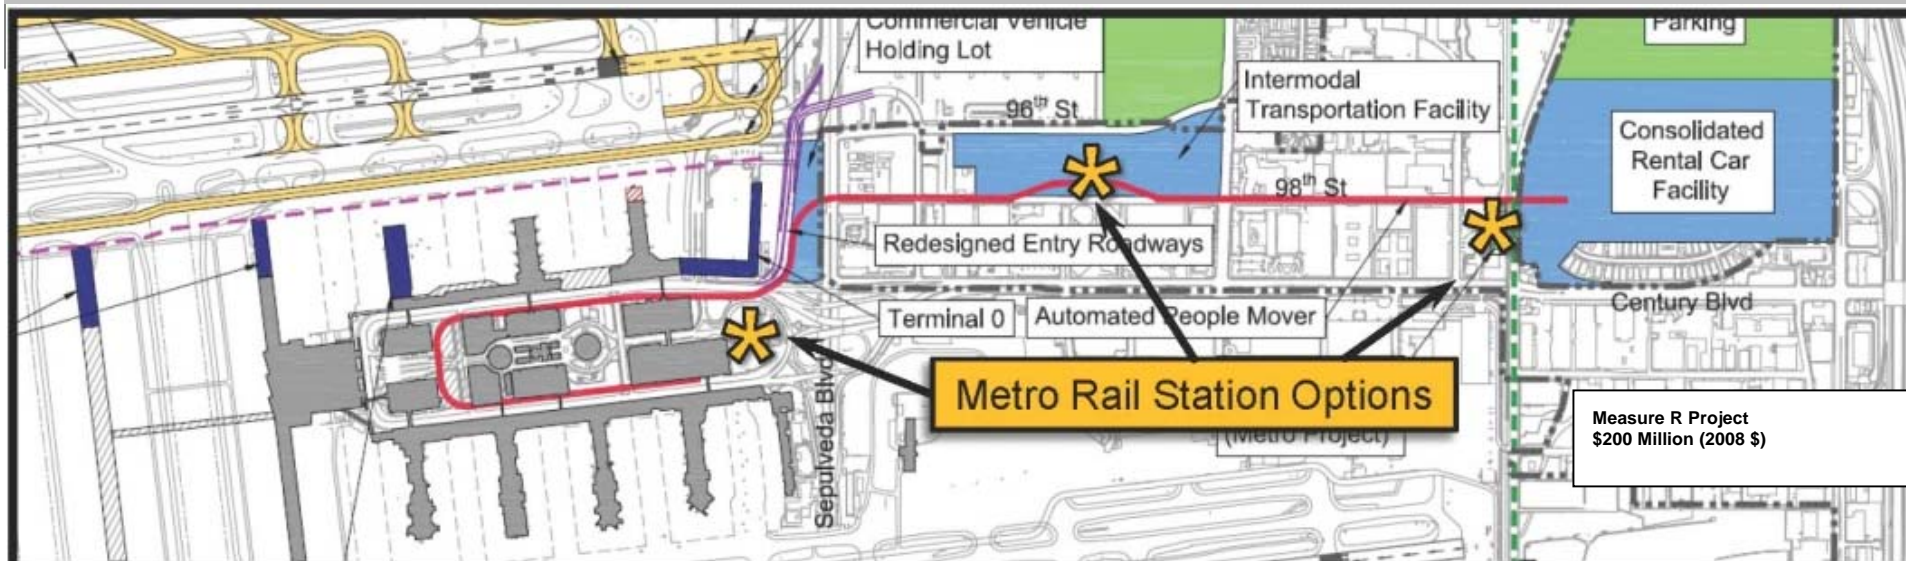 Commercial Vehicle
Holding Lot
Parking
Intermodal
Transportation Facility
96th St
Consolidated
Rental Car
Facility
98th St
Redesigned Entry Roadways
Terminal 0
Automated People Mover
Century Blvd
Metro Rail Station Options
(Metro Project)
Sepulveda Blvd
Measure R Project
$200 Million (2008 $)